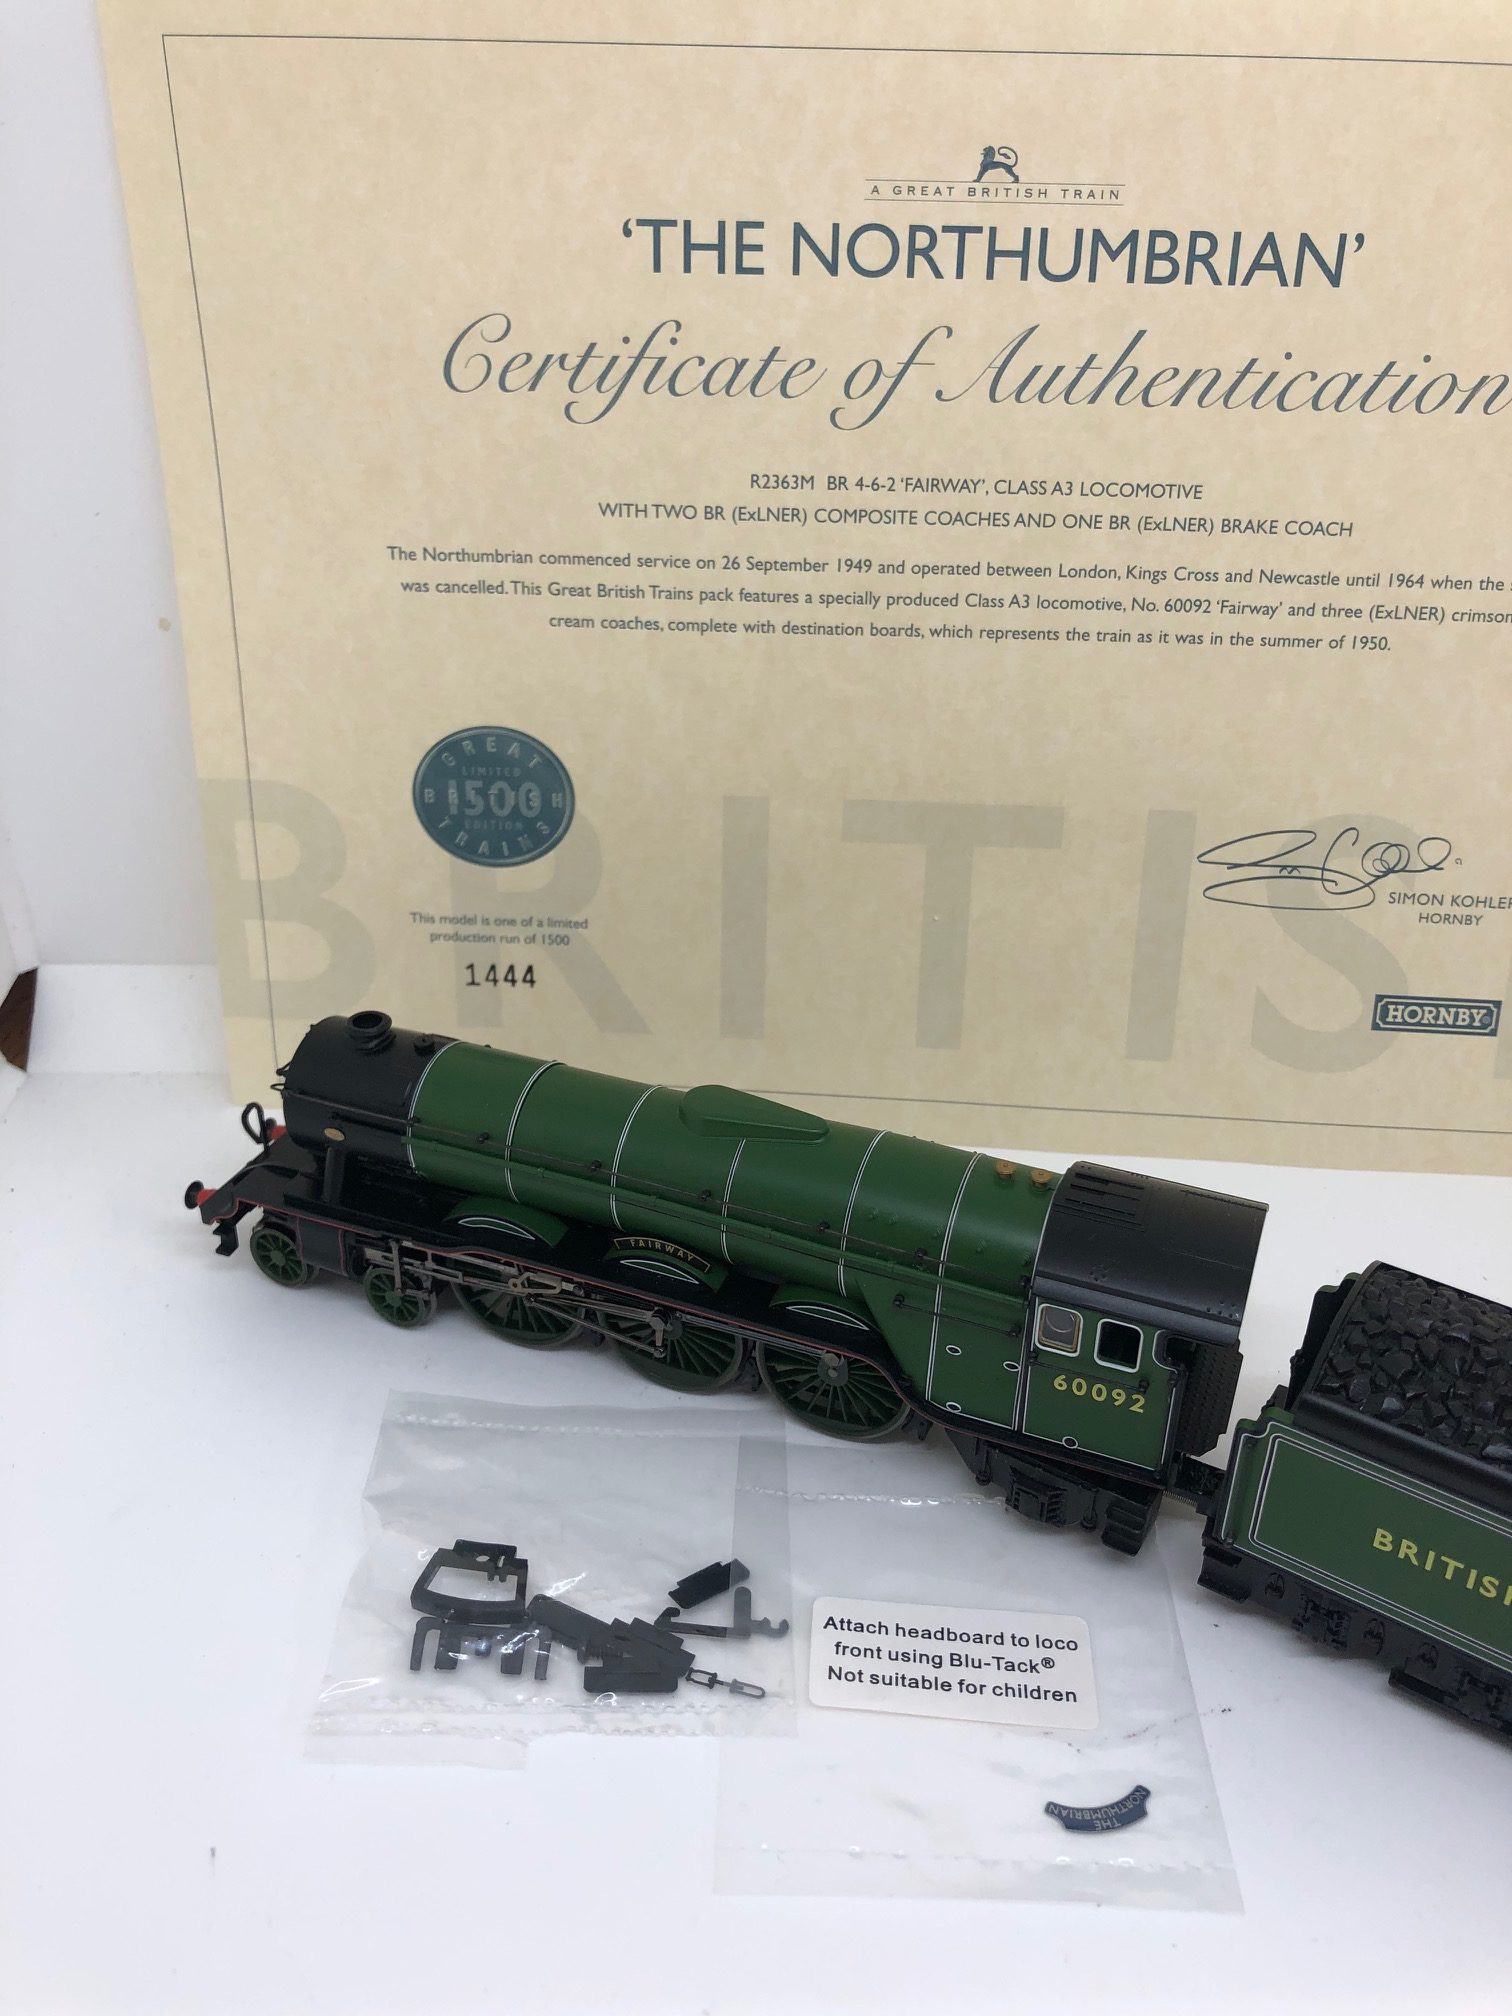 A GREAT BRITISH TRAIN
'THE NORTHUMBRIAN'
Certificate of Authentication
R2363M BR 4-6-2 'FAIRWAY', CLASS A3 LOCOMOTIVE
WITH TWO BR (ExLNER) COMPOSITE COACHES AND ONE BR (ExLNER) BRAKE COACH
The Northumbrian commenced service on 26 September 1949 and operated between London, Kings Cross and Newcastle until 1964 when the
was cancelled. This Great British Trains pack features a specially produced Class A3 locomotive, No. 60092 'Fairway' and three (ExLNER) crimson
cream coaches, complete with destination boards, which represents the train as it was in the summer of 1950.
GREAT
LIMITED
BRITISH
1500
EDITION
TRAINS
BRITIS
This model is one of a limited
production run of 1500
1444
SIMON KOHLER
HORNBY
HORNBY
FAIRWAY
60092
BRITIS
Attach headboard to loco
front using Blu-Tack®
Not suitable for children
THE
NORTHUMBRIAN